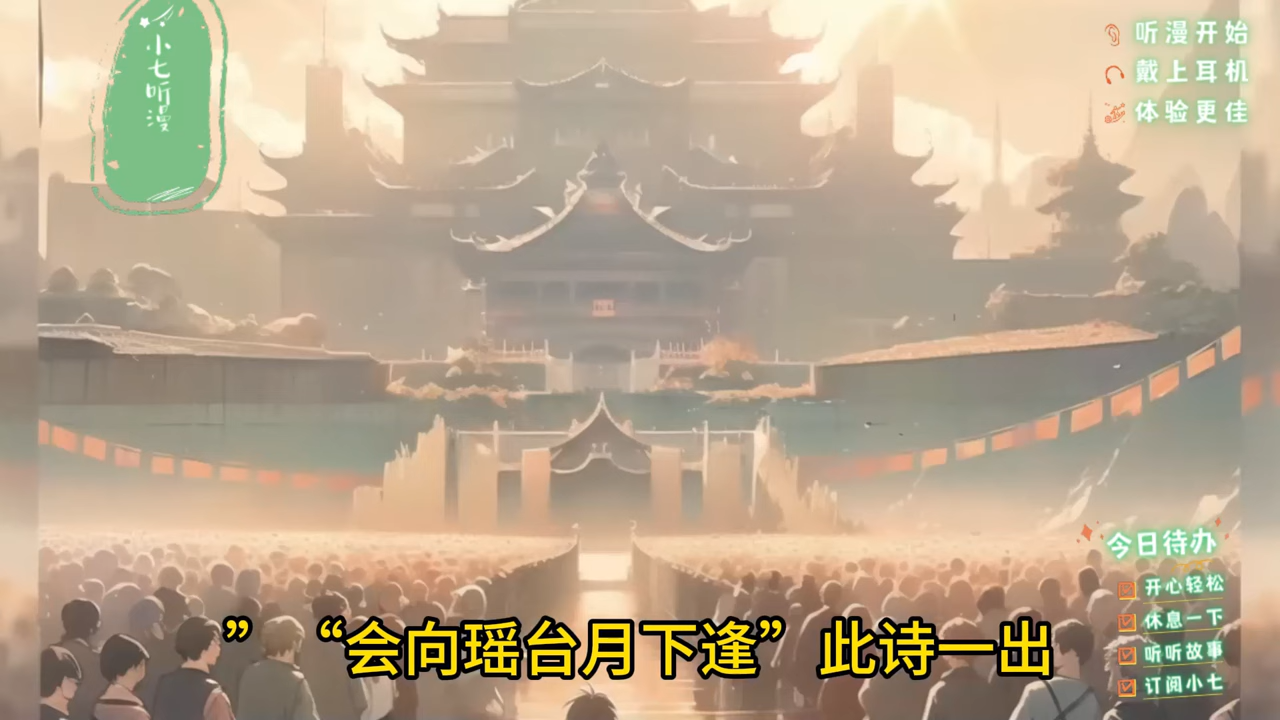 小七听漫
听漫开始
戴上耳机
体验更佳
今日待办
开心轻松
休息一下
听听故事
订阅小七
”“会向瑶台月下逢”此诗一出